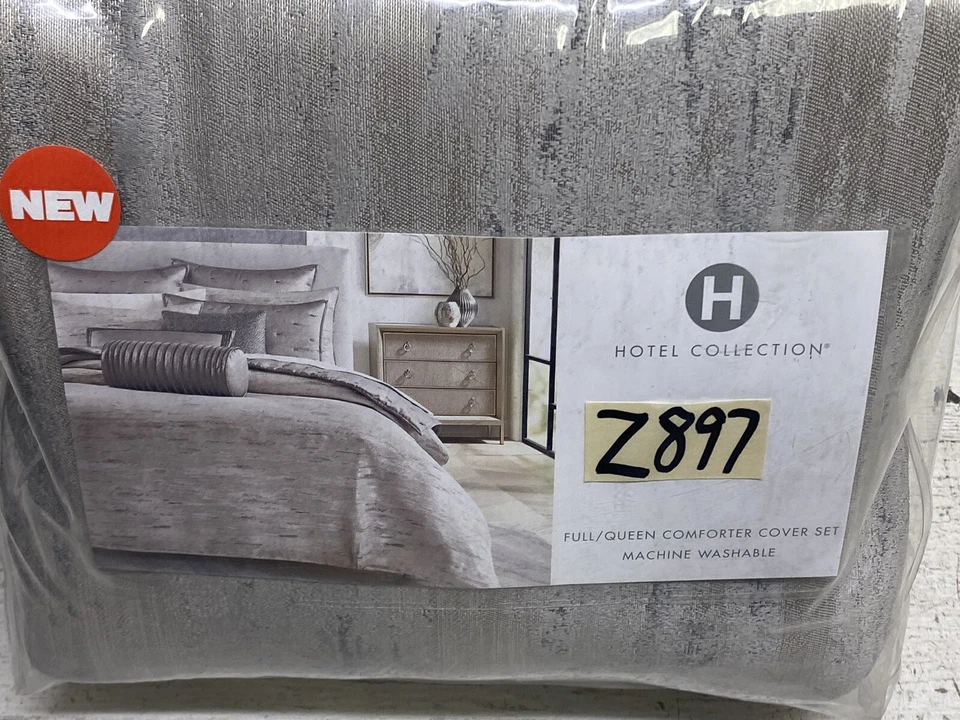 NEW
H
HOTEL COLLECTION®
Z897
FULL/QUEEN COMFORTER COVER SET
MACHINE WASHABLE